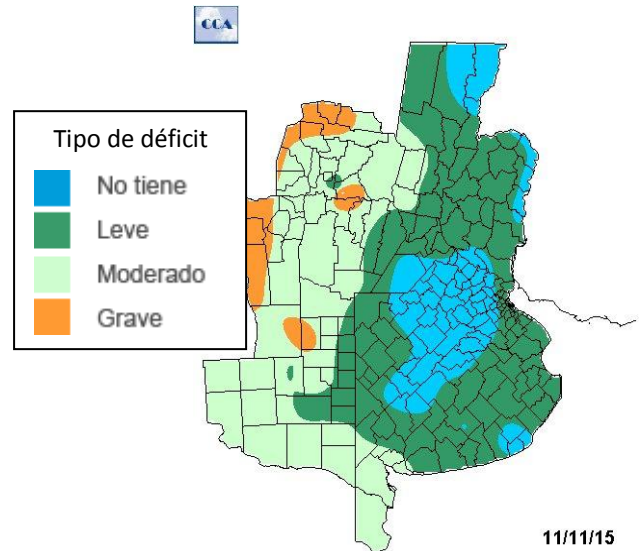 CCA
Tipo de déficit
No tiene
Leve
Moderado
Grave
11/11/15